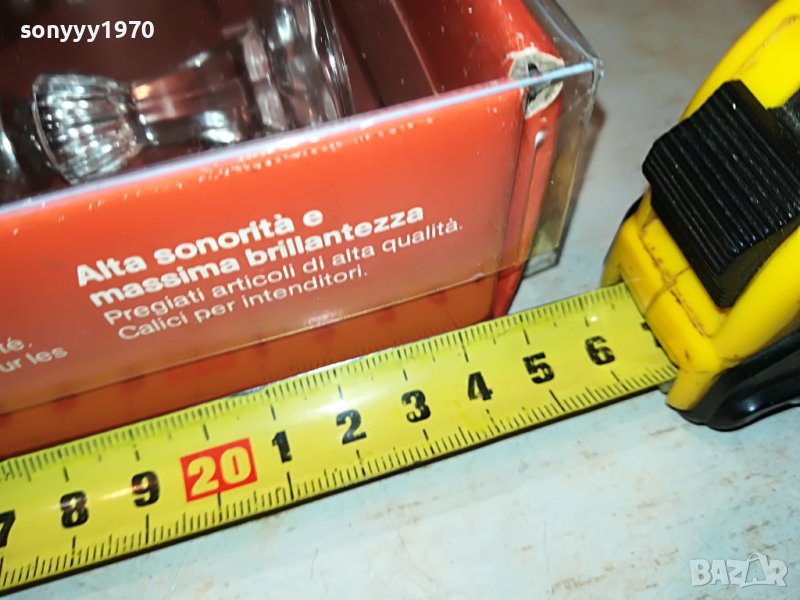 sonyyy1970
Alta sonorità e
massima brillantezza
Pregiati articoli di alta qualità.
Calici per intenditori.
té.
ur les
7 8 9 20 1 2 3 4 5 6
BAZAR